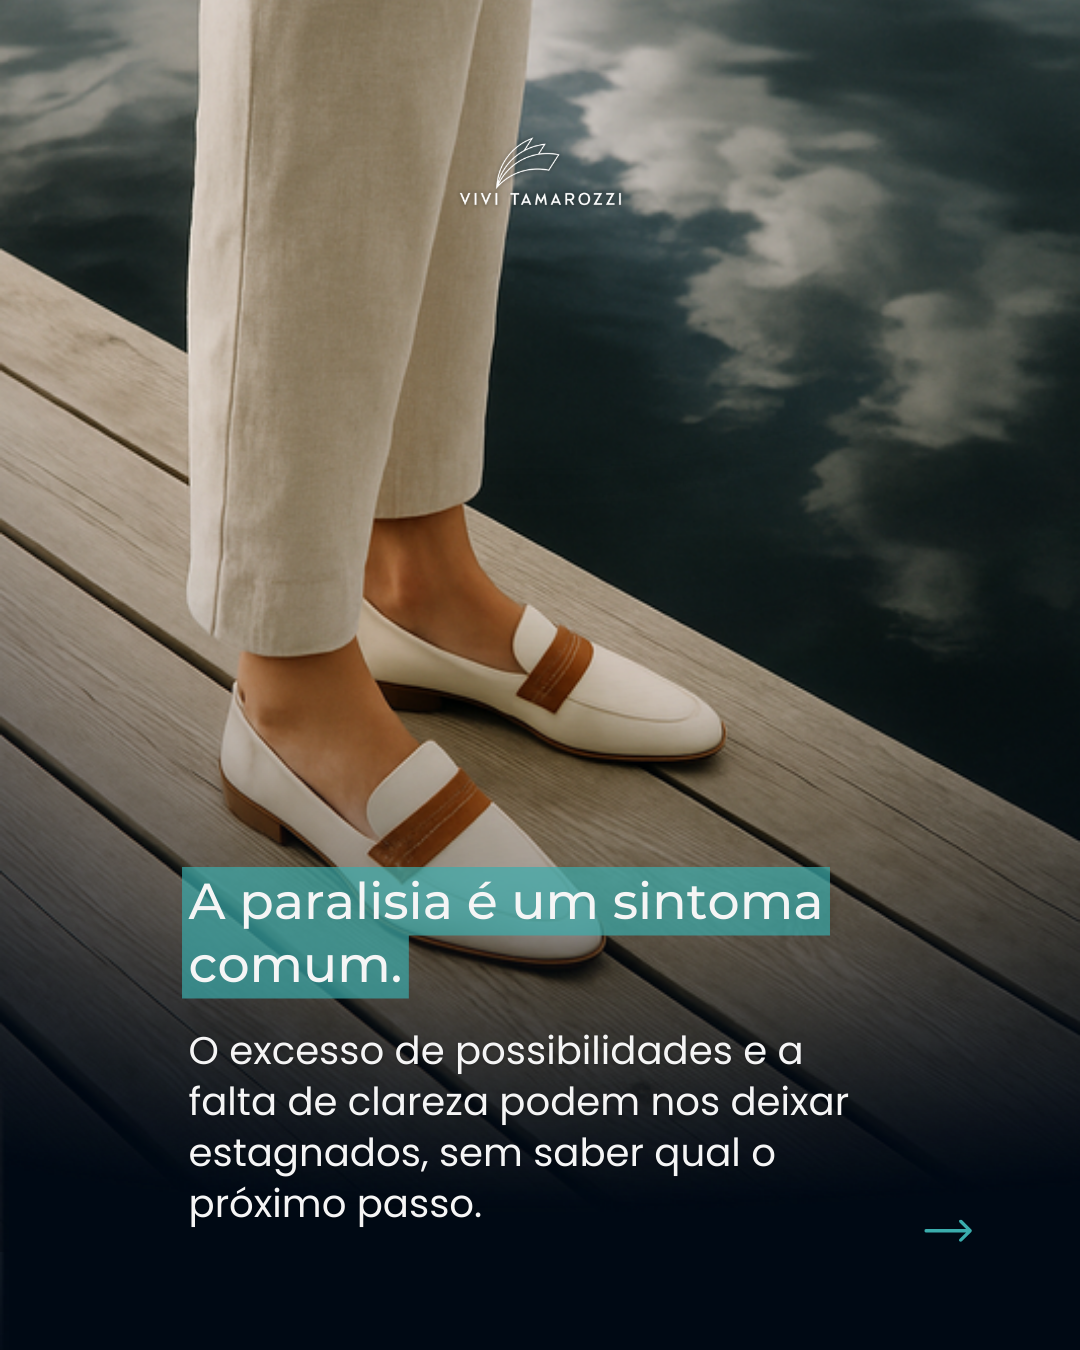 VIVI TAMAROZZI
A paralisia é um sintoma
comum.
O excesso de possibilidades e a
falta de clareza podem nos deixar
estagnados, sem saber qual o
próximo passo.